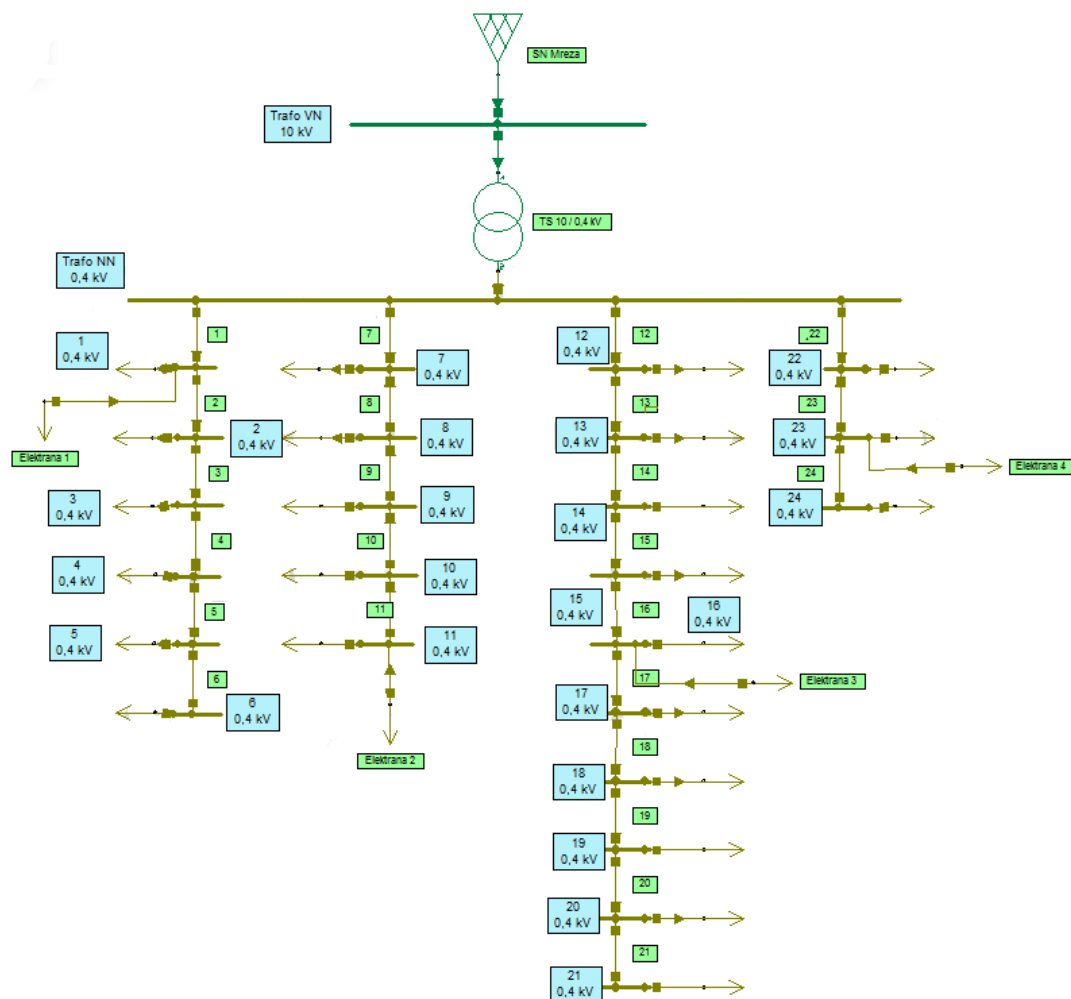 SN Mreza
Trafo VN
10 kV
TS 10 / 0,4 kV
Trafo NN
0,4 kV
1
7
12
.22
1
0,4 kV
7
0,4 kV
12
0,4 kV
22
0,4 kV
2
8
13
23
2
0,4 kV
8
0,4 kV
13
0,4 kV
23
0,4 kV
Elektrana 1
Elektrana 4
3
9
14
24
3
0,4 kV
9
0,4 kV
14
0,4 kV
24
0,4 kV
4
10
15
4
0,4 kV
10
0,4 kV
15
0,4 kV
5
11
16
16
0,4 kV
5
0,4 kV
11
0,4 kV
6
17
Elektrana 3
6
0,4 kV
17
0,4 kV
Elektrana 2
18
18
0,4 kV
19
19
0,4 kV
20
20
0,4 kV
21
21
0,4 kV